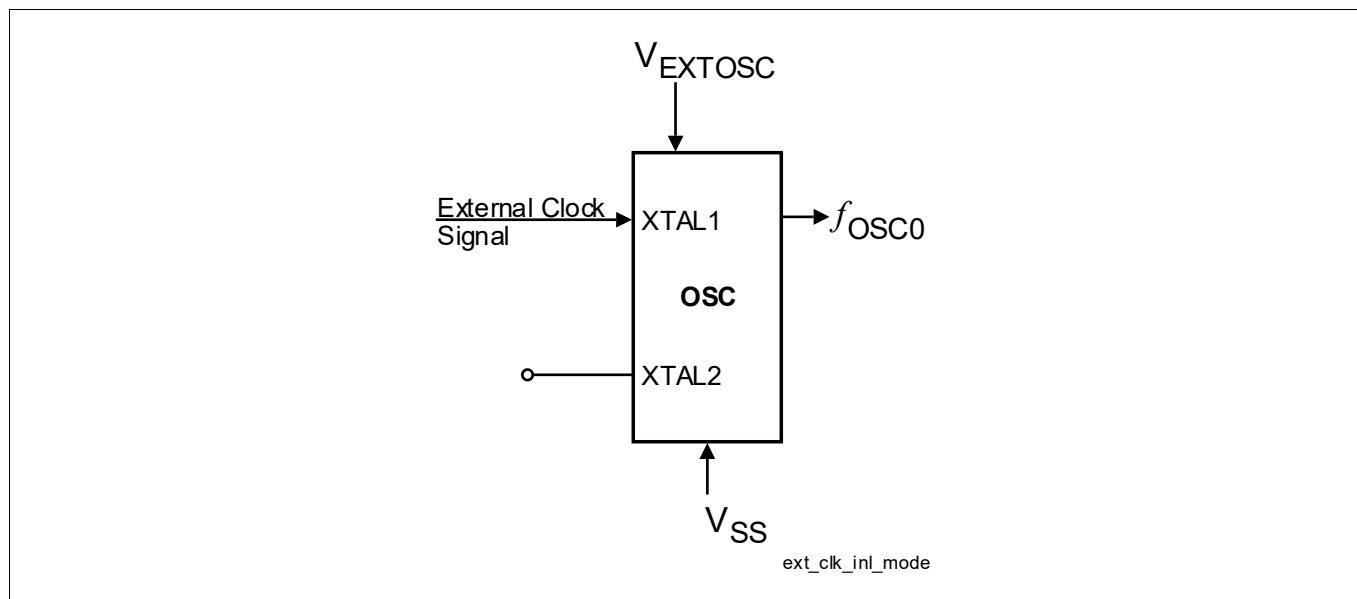 VEXTOSC
External Clock
Signal
XTAL1
fOSC0
OSC
XTAL2
VSS
ext_clk_inl_mode